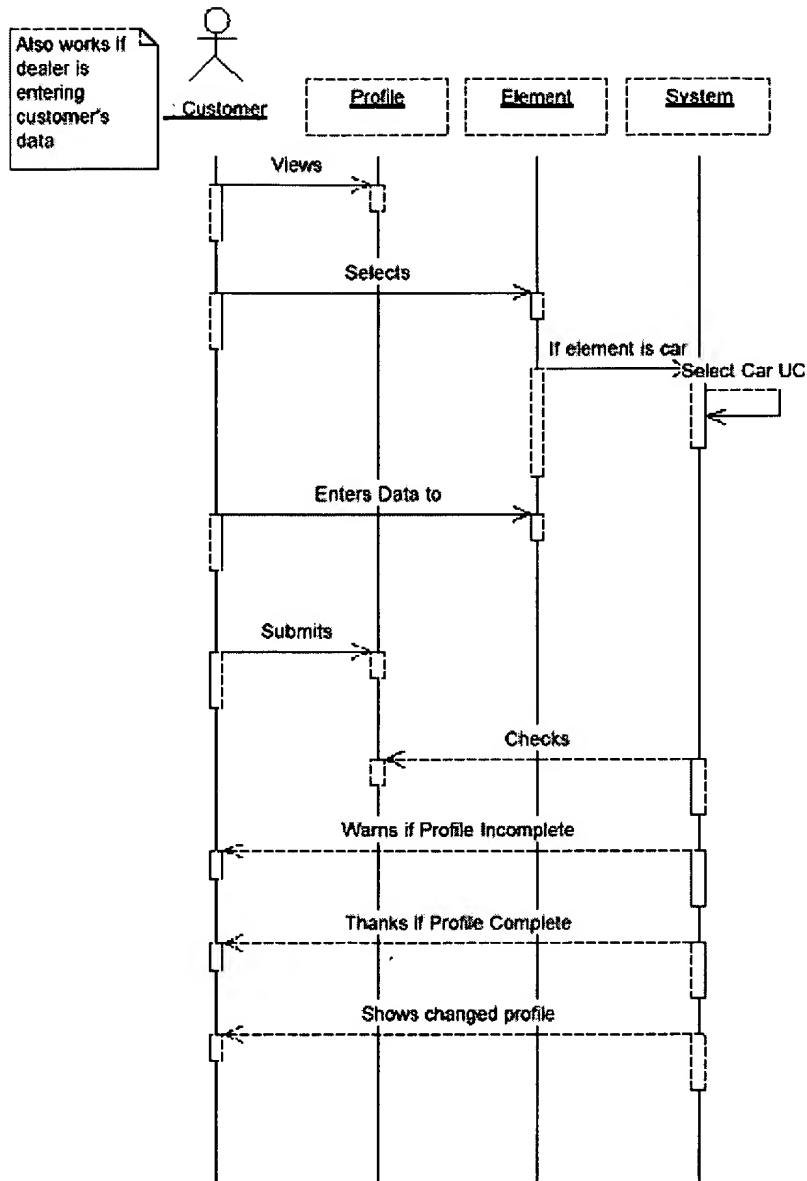 Also works if
dealer is
entering
customer's
data
: Customer
Profile
Element
System
Views
Selects
If element is car
Select Car UC
Enters Data to
Submits
Checks
Warns if Profile Incomplete
Thanks if Profile Complete
Shows changed profile